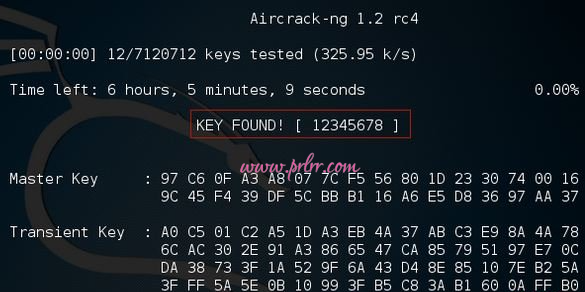 Aircrack-ng 1.2 rc4
[00:00:00] 12/7120712 keys tested (325.95 k/s)
Time left: 6 hours, 5 minutes, 9 seconds 0.00%
KEY FOUND! [ 12345678 ]
www.prlrr.com
Master Key : 97 C6 0F A3 A8 07 7C F5 56 80 1D 23 30 74 00 16
9C 45 F4 39 DF 5C BB B1 16 A6 E5 D8 36 97 AA 37
Transient Key : A0 C5 01 C2 A5 1D A3 EB 4A 37 AB C3 E9 8A 4A 78
6C AC 30 2E 91 A3 86 65 47 CA 85 79 51 97 E7 0C
DA 38 73 3F 1A 52 9F 6A 43 D4 8E 85 10 7E B2 5A
3F FF 5A 5E 0B 10 99 3F B5 C8 3A B1 60 0A FF B0